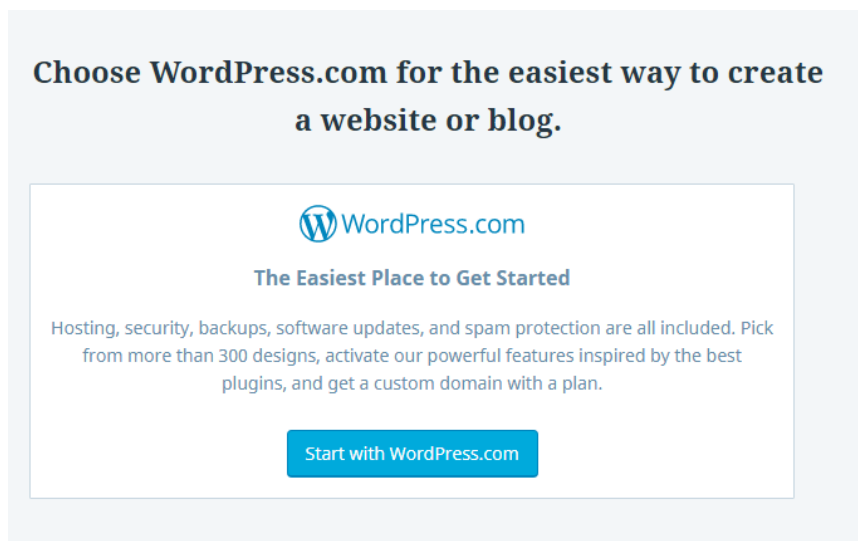 Choose WordPress.com for the easiest way to create
a website or blog.
WordPress.com
The Easiest Place to Get Started
Hosting, security, backups, software updates, and spam protection are all included. Pick
from more than 300 designs, activate our powerful features inspired by the best
plugins, and get a custom domain with a plan.
Start with WordPress.com